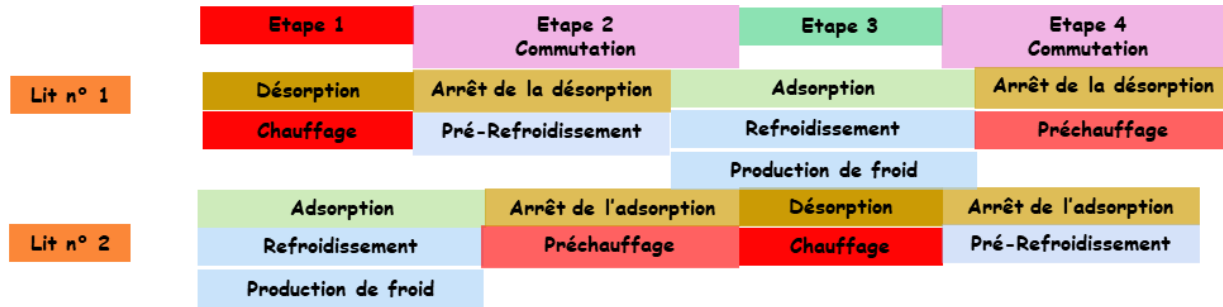 Etape 1
Etape 2
Commutation
Etape 3
Etape 4
Commutation
Lit n° 1
Désorption
Arrêt de la désorption
Adsorption
Arrêt de la désorption
Chauffage
Pré-Refroidissement
Refroidissement
Préchauffage
Production de froid
Lit n° 2
Adsorption
Arrêt de l'adsorption
Désorption
Arrêt de l'adsorption
Refroidissement
Préchauffage
Chauffage
Pré-Refroidissement
Production de froid